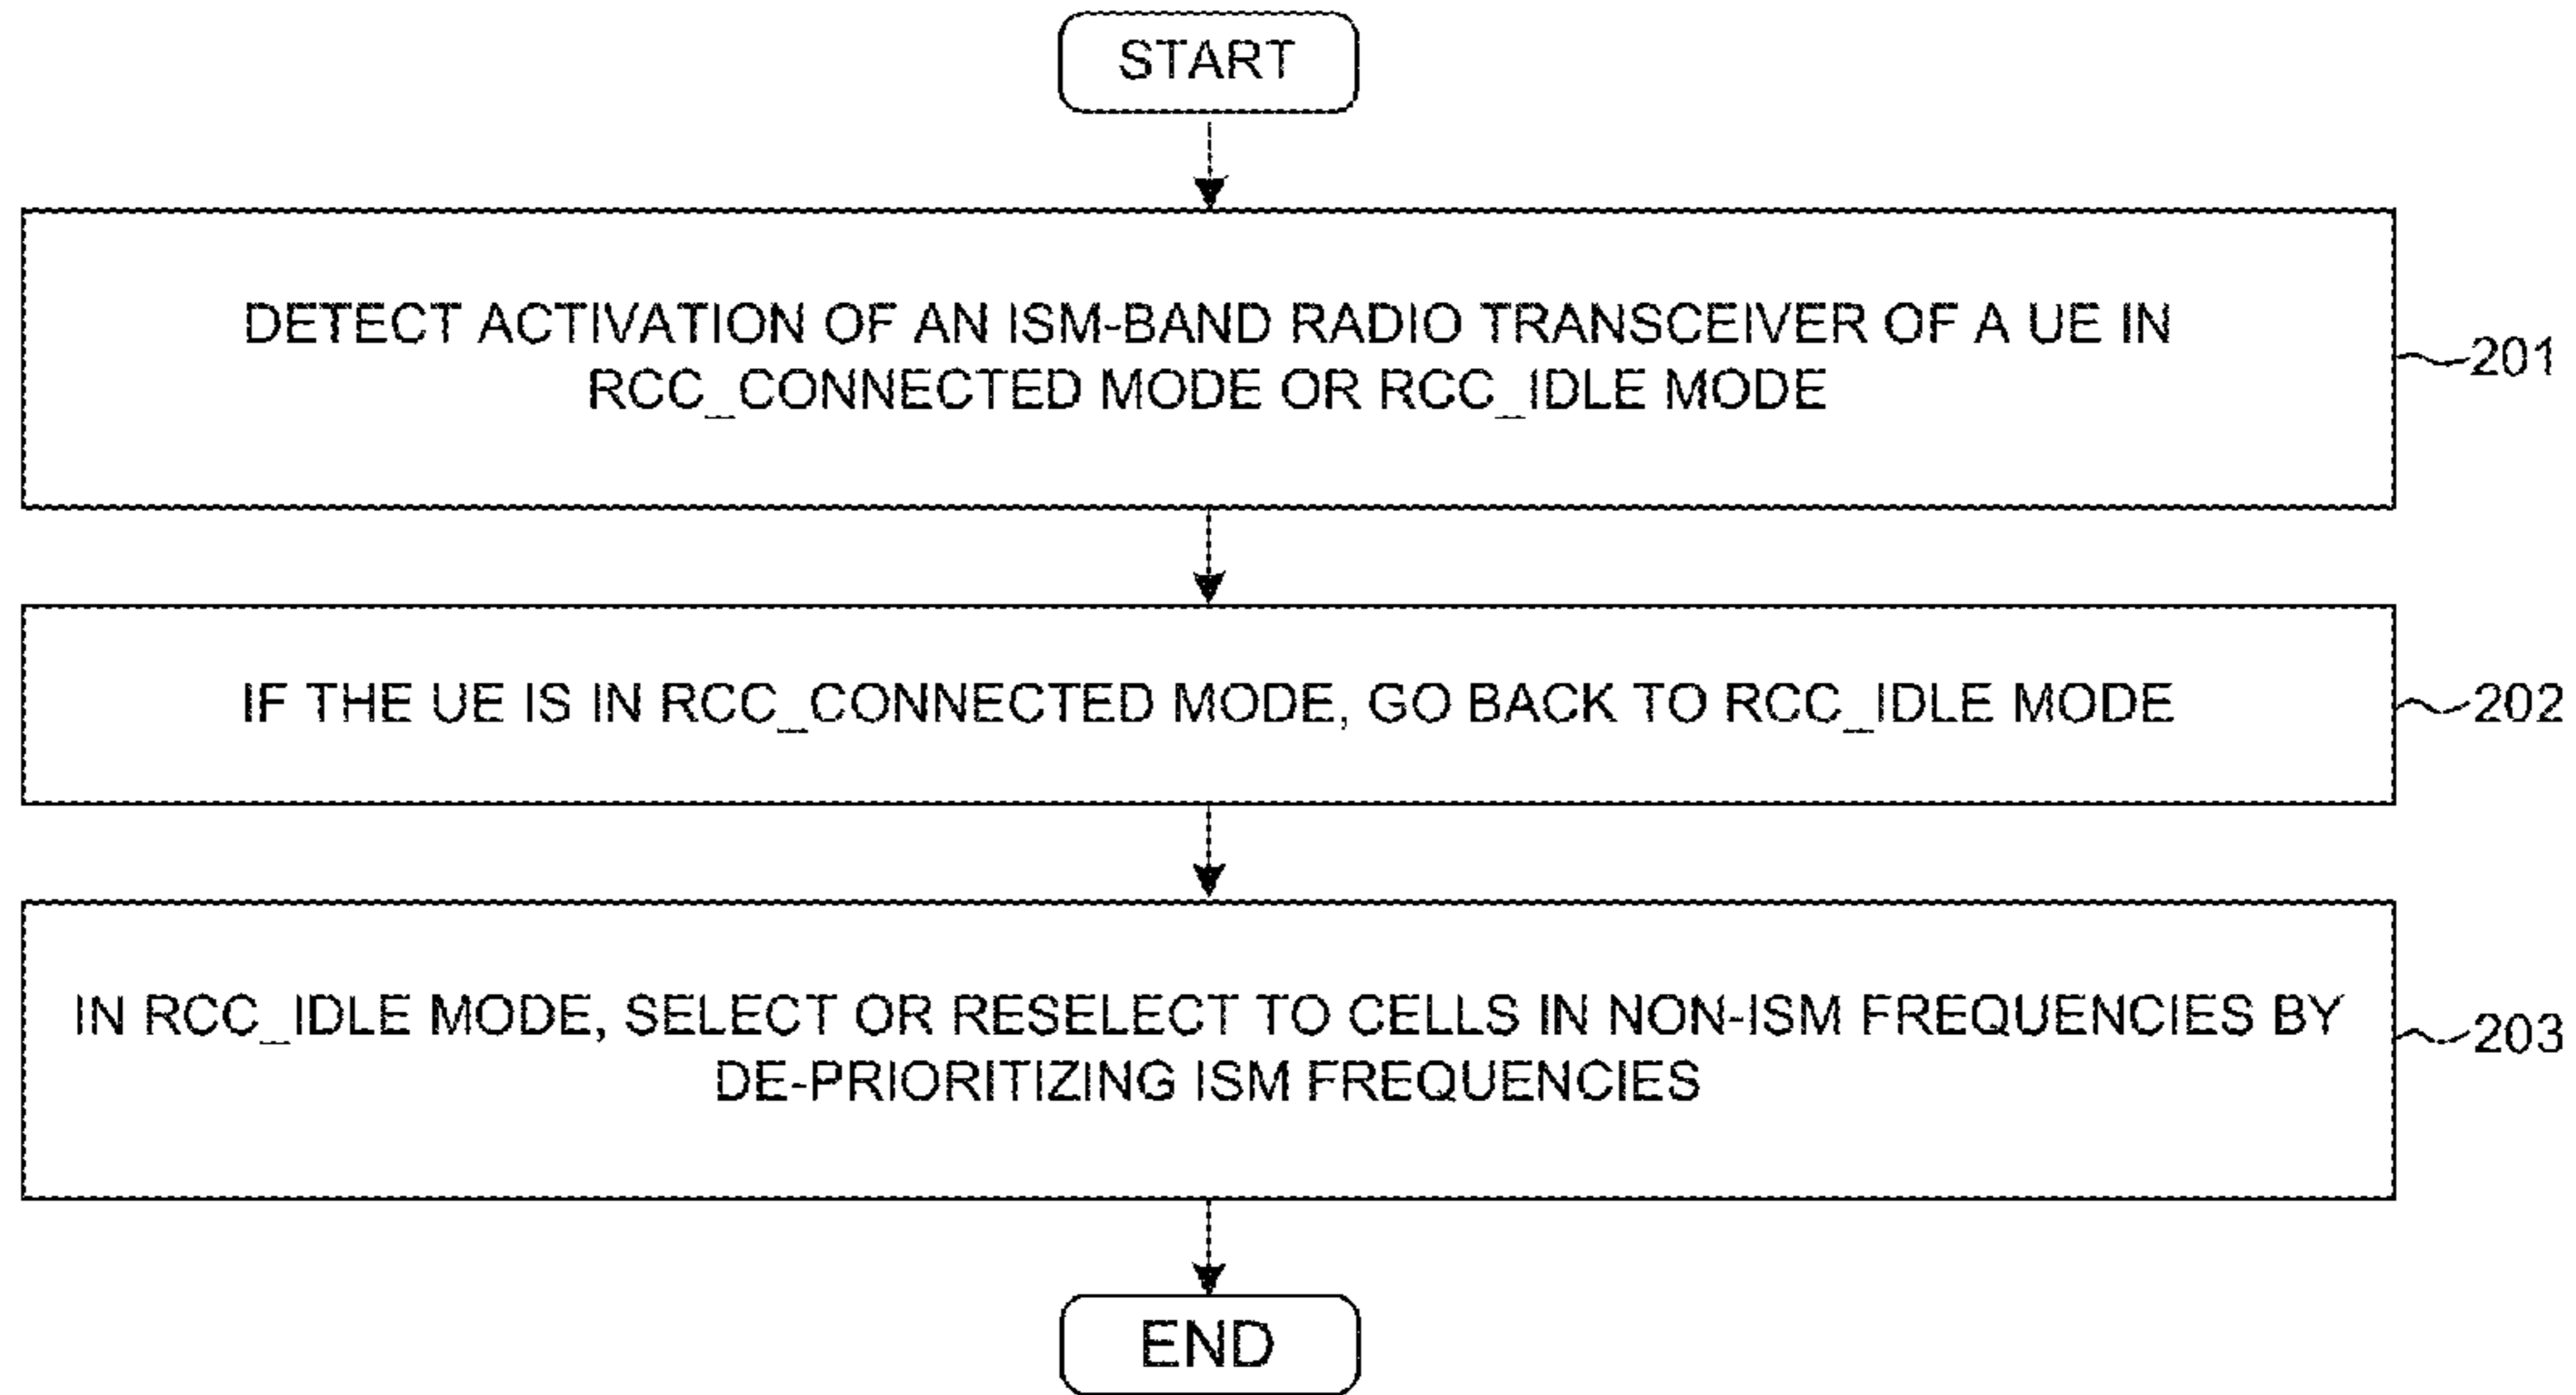 START
DETECT ACTIVATION OF AN ISM-BAND RADIO TRANSCEIVER OF A UE IN
RCC_CONNECTED MODE OR RCC_IDLE MODE
201
IF THE UE IS IN RCC_CONNECTED MODE, GO BACK TO RCC_IDLE MODE
202
IN RCC_IDLE MODE, SELECT OR RESELECT TO CELLS IN NON-ISM FREQUENCIES BY
DE-PRIORITIZING ISM FREQUENCIES
203
END